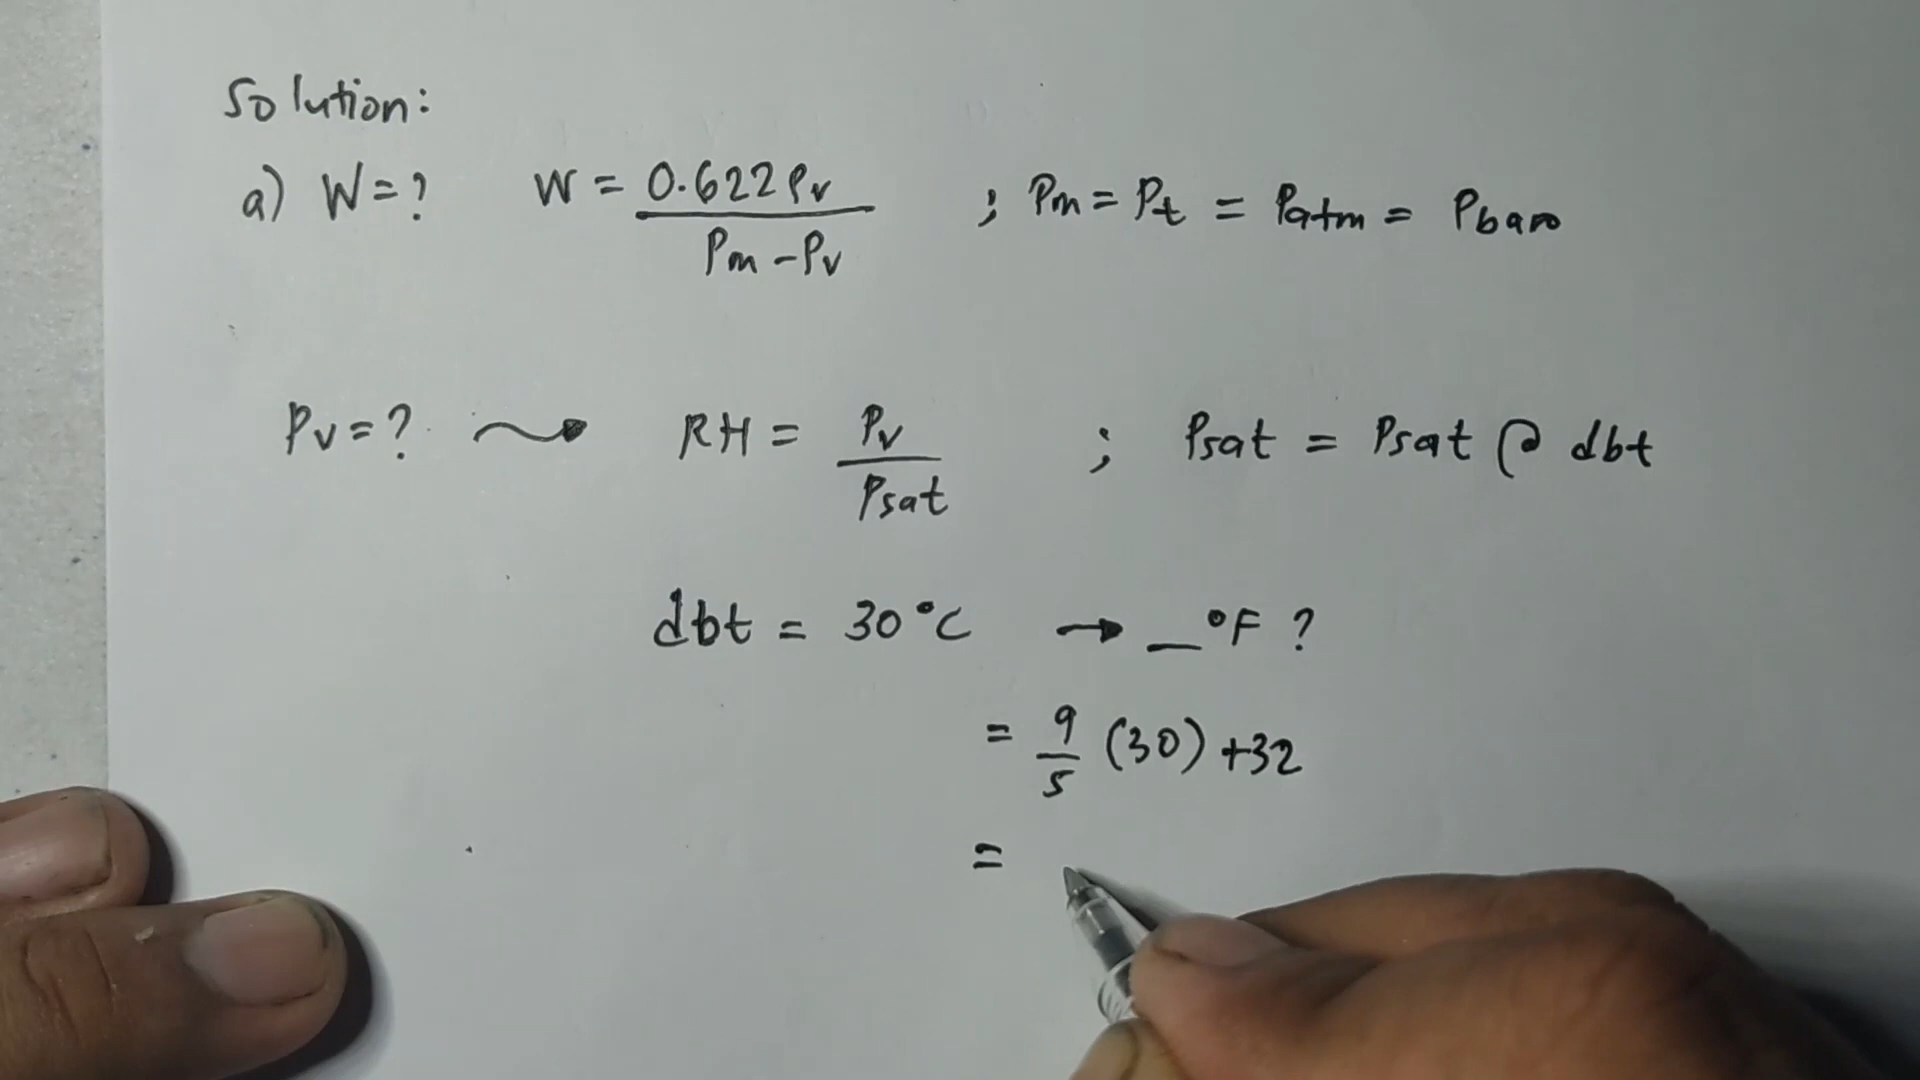 Solution:
a) W=? W = 0.622Pv / Pm - Pv ; Pm = Pt = Patm = Pbaro
Pv=? → RH = Pv / Psat ; Psat = Psat @ dbt
dbt = 30°C → _°F ?
= 9/5 (30) +32
=